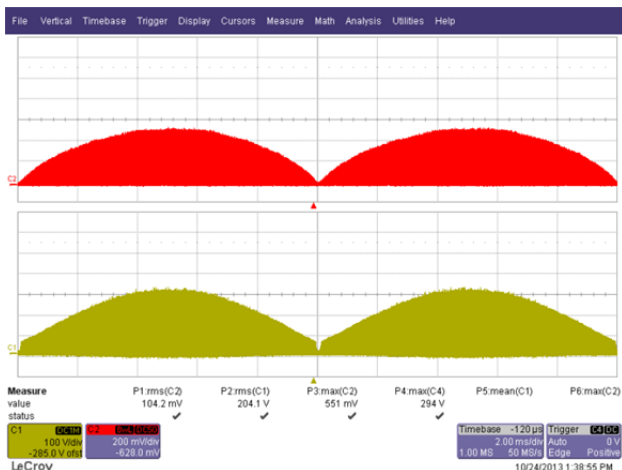 File Vertical Timebase Trigger Display Cursors Measure Math Analysis Utilities Help
C2
C1
Measure P1:rms(C2) P2:rms(C1) P3:max(C2) P4:max(C4) P5:mean(C1) P6:max(C2)
value 104.2 mV 204.1 V 551 mV 294 V
status
C1 DC1M C2 Timebase -120 µs Trigger C4 DC
100 V/div 200 mV/div 2.00 ms/div Auto 0 V
-285.0 V ofst -628.0 mV 1.00 MS 50 MS/s Edge Positive
LeCroy 10/24/2013 1:38:55 PM